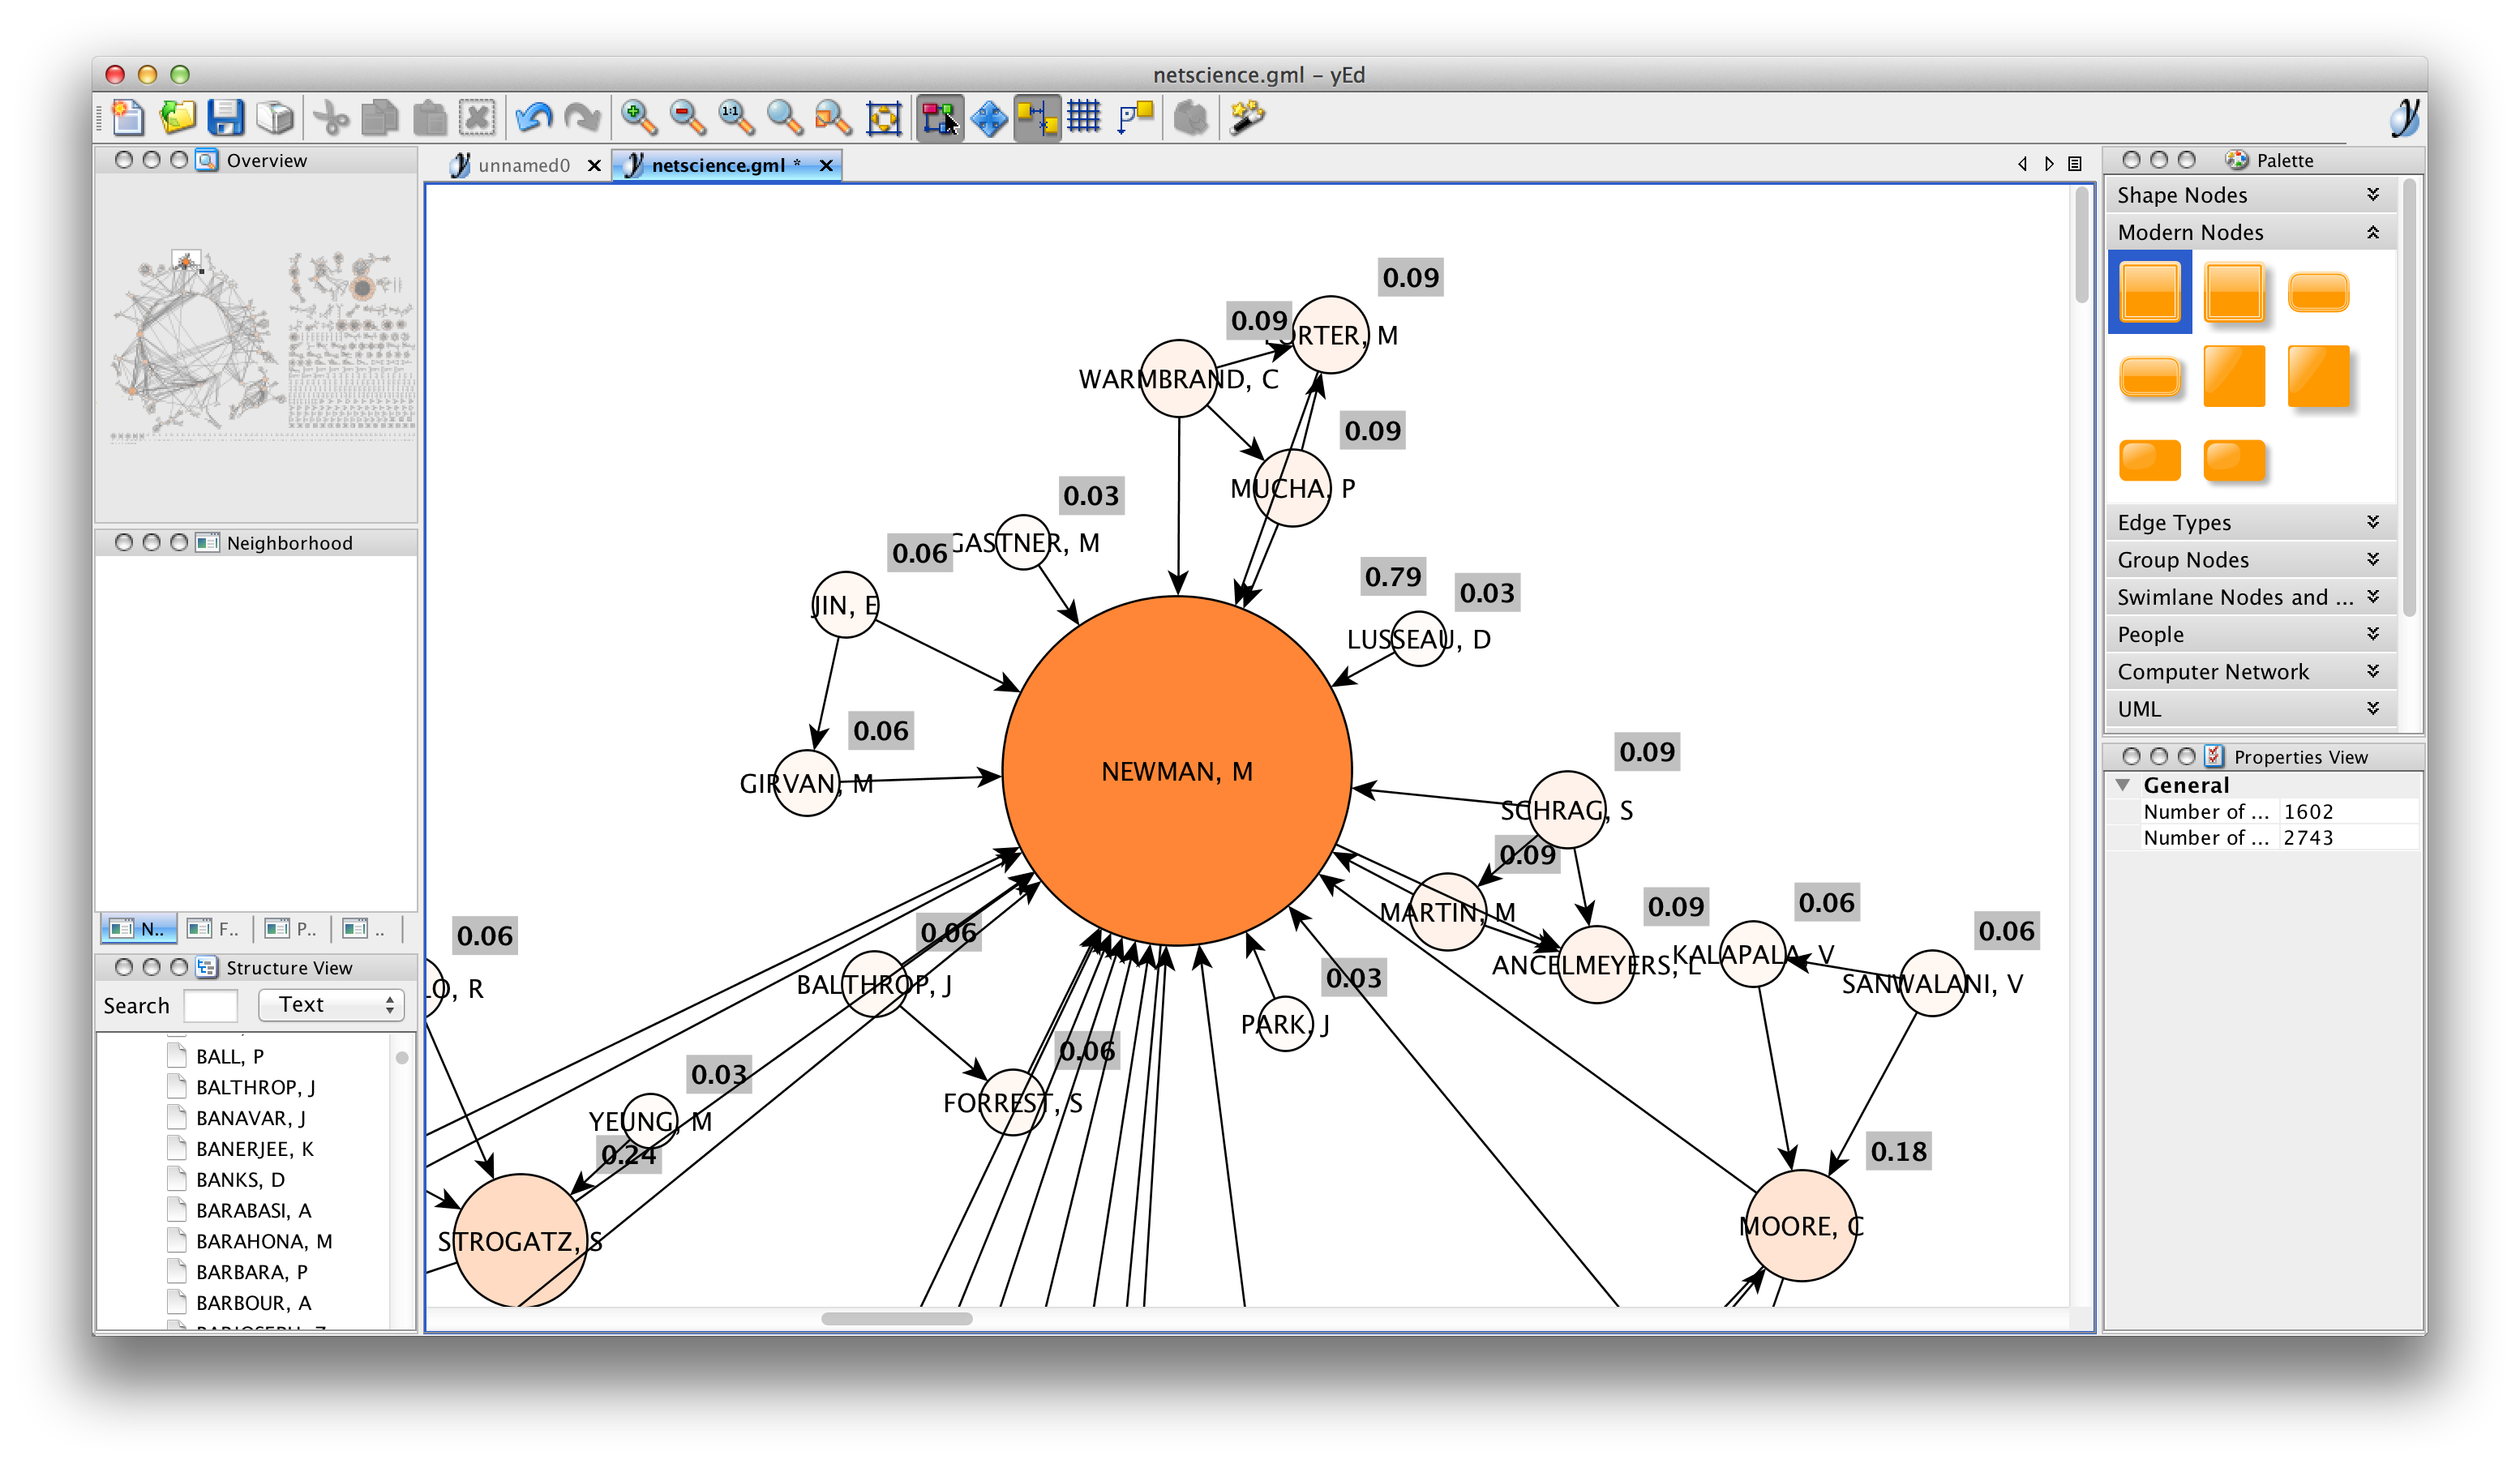 netscience.gml – yEd
1:1
Overview
unnamed0
netscience.gml *
Palette
Shape Nodes
Modern Nodes
Edge Types
Group Nodes
Swimlane Nodes and ...
People
Computer Network
UML
Neighborhood
N..
F..
P..
..
Structure View
Search
Text
BALL, P
BALTHROP, J
BANAVAR, J
BANERJEE, K
BANKS, D
BARABASI, A
BARAHONA, M
BARBARA, P
BARBOUR, A
Properties View
General
Number of ... 1602
Number of ... 2743
0.09
0.09
ORTER, M
WARMBRAND, C
0.09
MUCHA, P
0.03
GASTNER, M
0.06
JIN, E
0.79
0.03
LUSSEAU, D
0.06
GIRVAN, M
NEWMAN, M
0.09
SCHRAG, S
0.09
MARTIN, M
0.09
ANCELMEYERS, L
0.06
KALAPALA, V
0.06
SANWALANI, V
0.06
LO, R
0.06
BALTHROP, J
0.03
PARK, J
0.06
FORREST, S
0.03
YEUNG, M
0.24
STROGATZ, S
0.18
MOORE, C